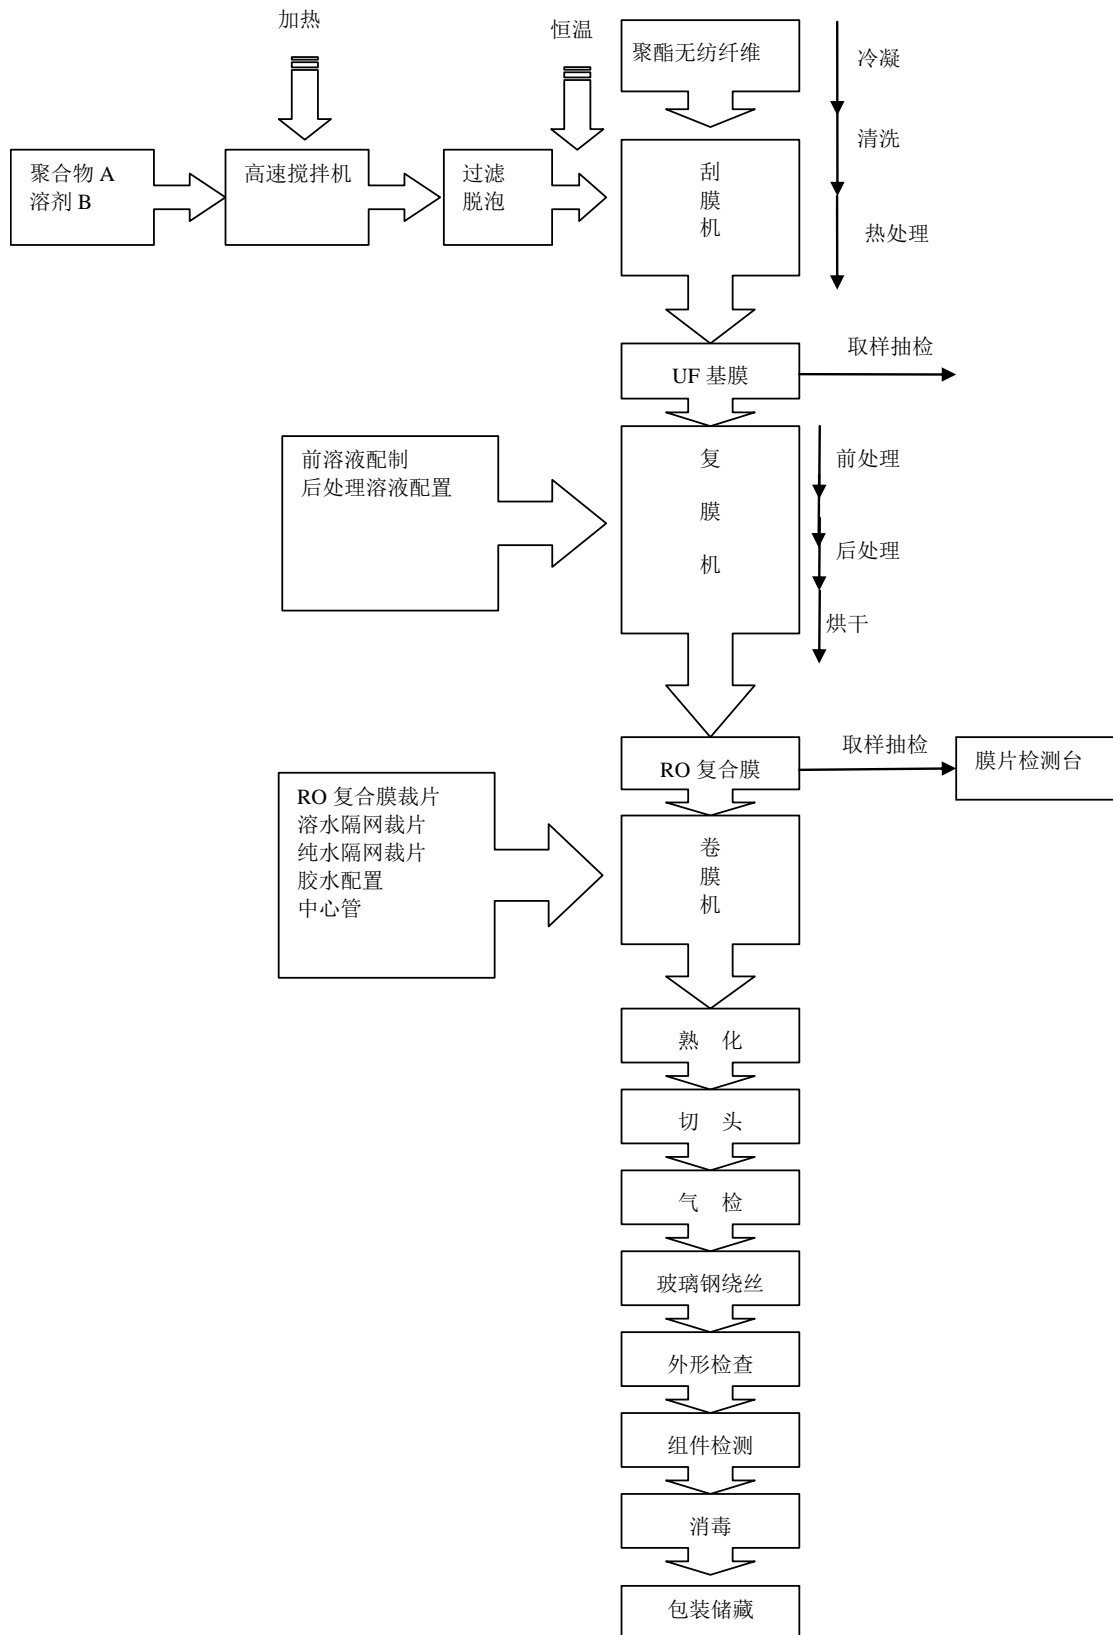 加热
恒温
聚酯无纺纤维
冷凝
清洗
热处理
聚合物 A
溶剂 B
高速搅拌机
过滤
脱泡
刮
膜
机
UF 基膜
取样抽检
前溶液配制
后处理溶液配置
复
膜
机
前处理
后处理
烘干
RO 复合膜
取样抽检
膜片检测台
RO 复合膜裁片
溶水隔网裁片
纯水隔网裁片
胶水配置
中心管
卷
膜
机
熟 化
切 头
气 检
玻璃钢绕丝
外形检查
组件检测
消毒
包装储藏